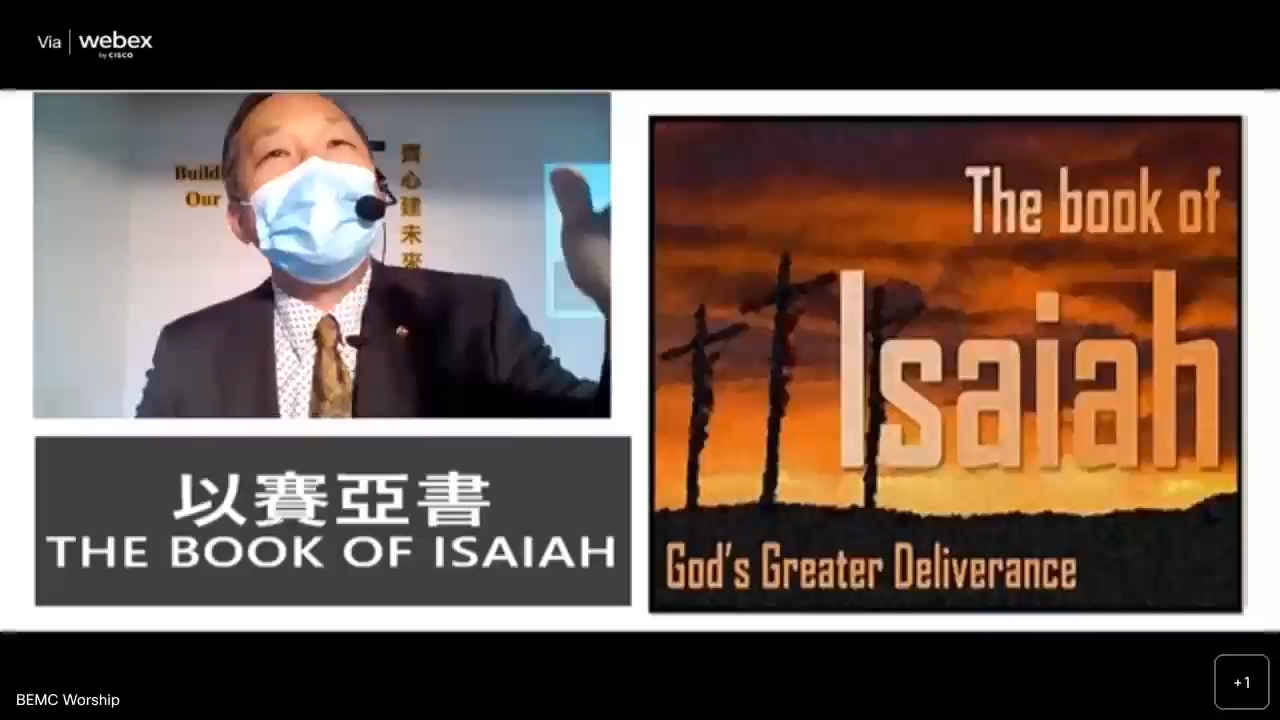 Via webex
by CISCO
Build
Our
齊心建未來
以賽亞書
THE BOOK OF ISAIAH
The book of
Isaiah
God's Greater Deliverance
BEMC Worship
+1